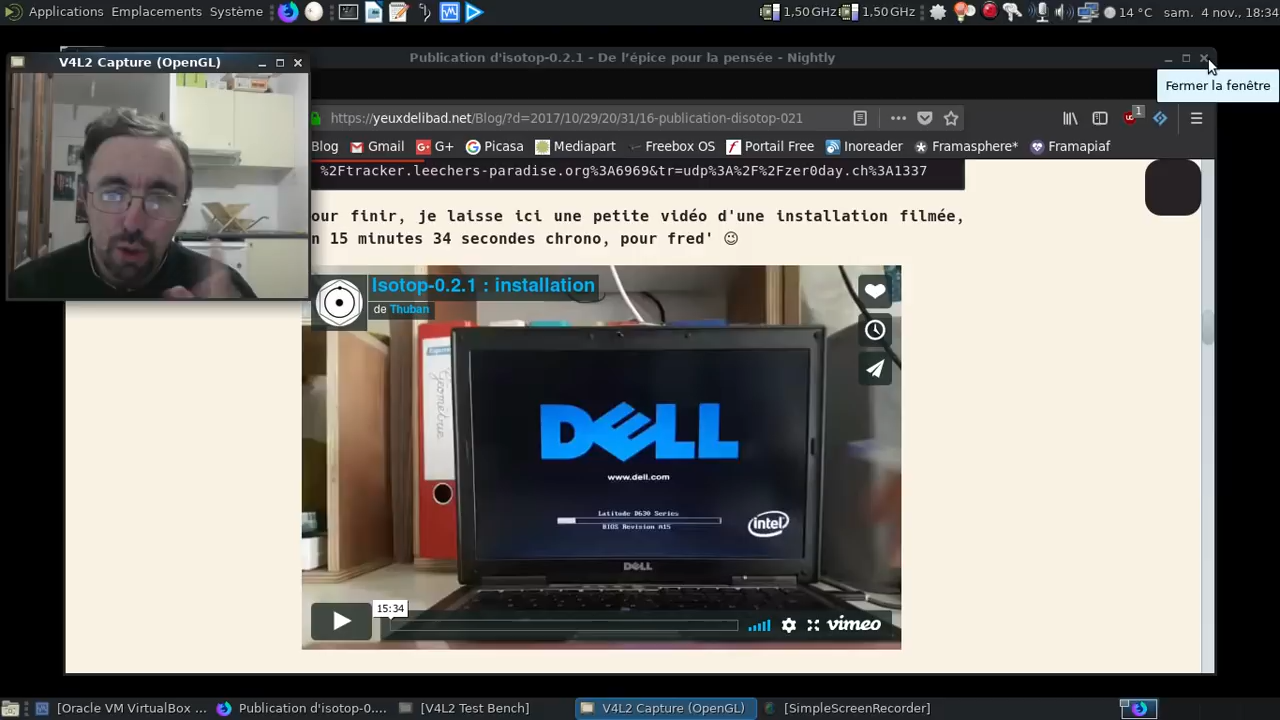 Applications Emplacements Système
1,50 GHz 1,50 GHz 14 °C sam. 4 nov., 18:34
Publication d'isotop-0.2.1 - De l'épice pour la pensée - Nightly
V4L2 Capture (OpenGL)
Fermer la fenêtre
https://yeuxdelibad.net/Blog/?d=2017/10/29/20/31/16-publication-disotop-021
1
Blog Gmail G+ Picasa Mediapart Freebox OS Portail Free Inoreader Framasphere* Framapiaf
%2Ftracker.leechers-paradise.org%3A6969&tr=udp%3A%2F%2Fzer0day.ch%3A1337
our finir, je laisse ici une petite vidéo d'une installation filmée,
n 15 minutes 34 secondes chrono, pour fred' ☺
Isotop-0.2.1 : installation
de Thuban
Géométrie
DELL
www.dell.com
Latitude D630 Series
BIOS Revision A15
intel
DELL
15:34
vimeo
[Oracle VM VirtualBox ... Publication d'isotop-0.... [V4L2 Test Bench] V4L2 Capture (OpenGL) [SimpleScreenRecorder]